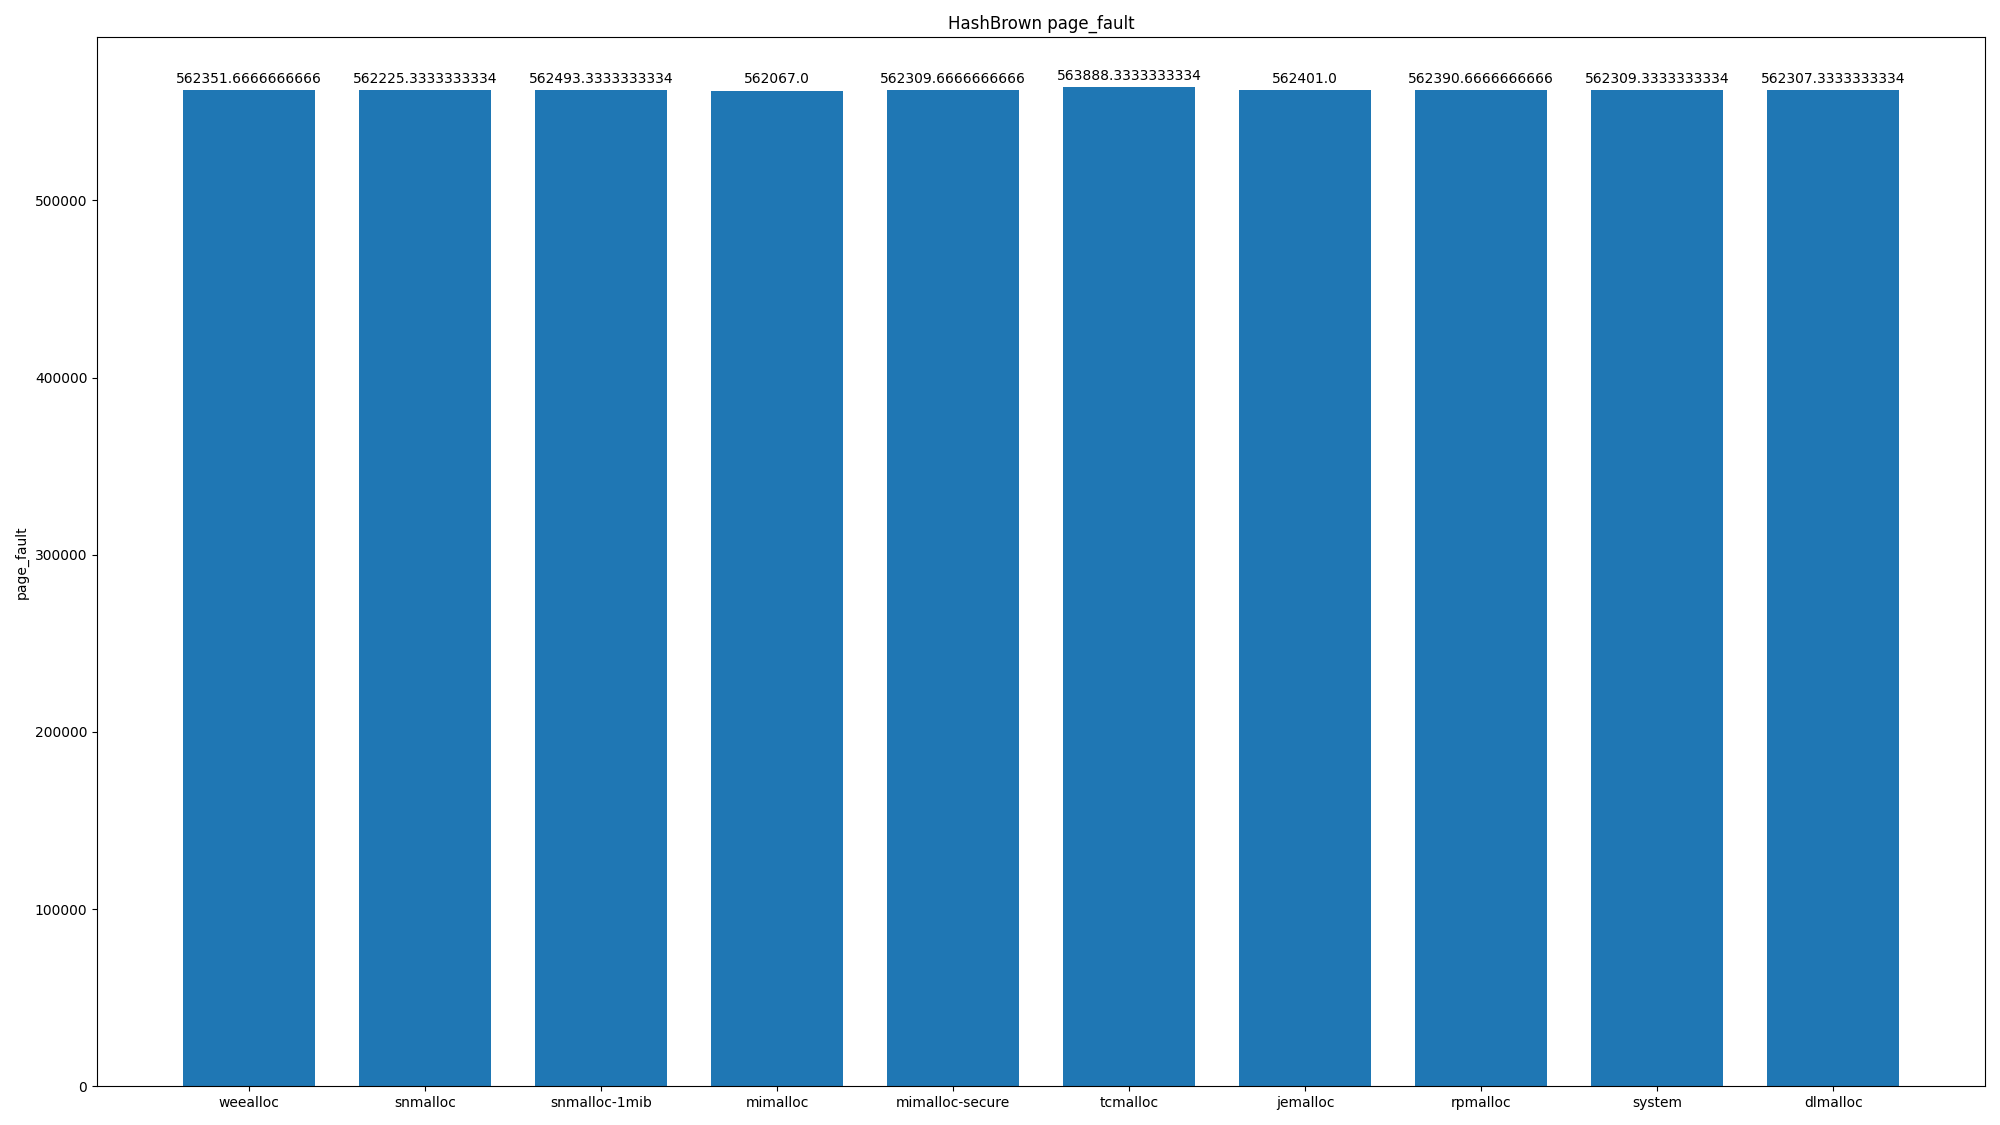 HashBrown page_fault
562351.6666666666 562225.3333333334 562493.3333333334 562067.0 562309.6666666666 563888.3333333334 562401.0 562390.6666666666 562309.3333333334 562307.3333333334
500000
400000
300000
200000
100000
0
page_fault
weealloc snmalloc snmalloc-1mib mimalloc mimalloc-secure tcmalloc jemalloc rpmalloc system dlmalloc